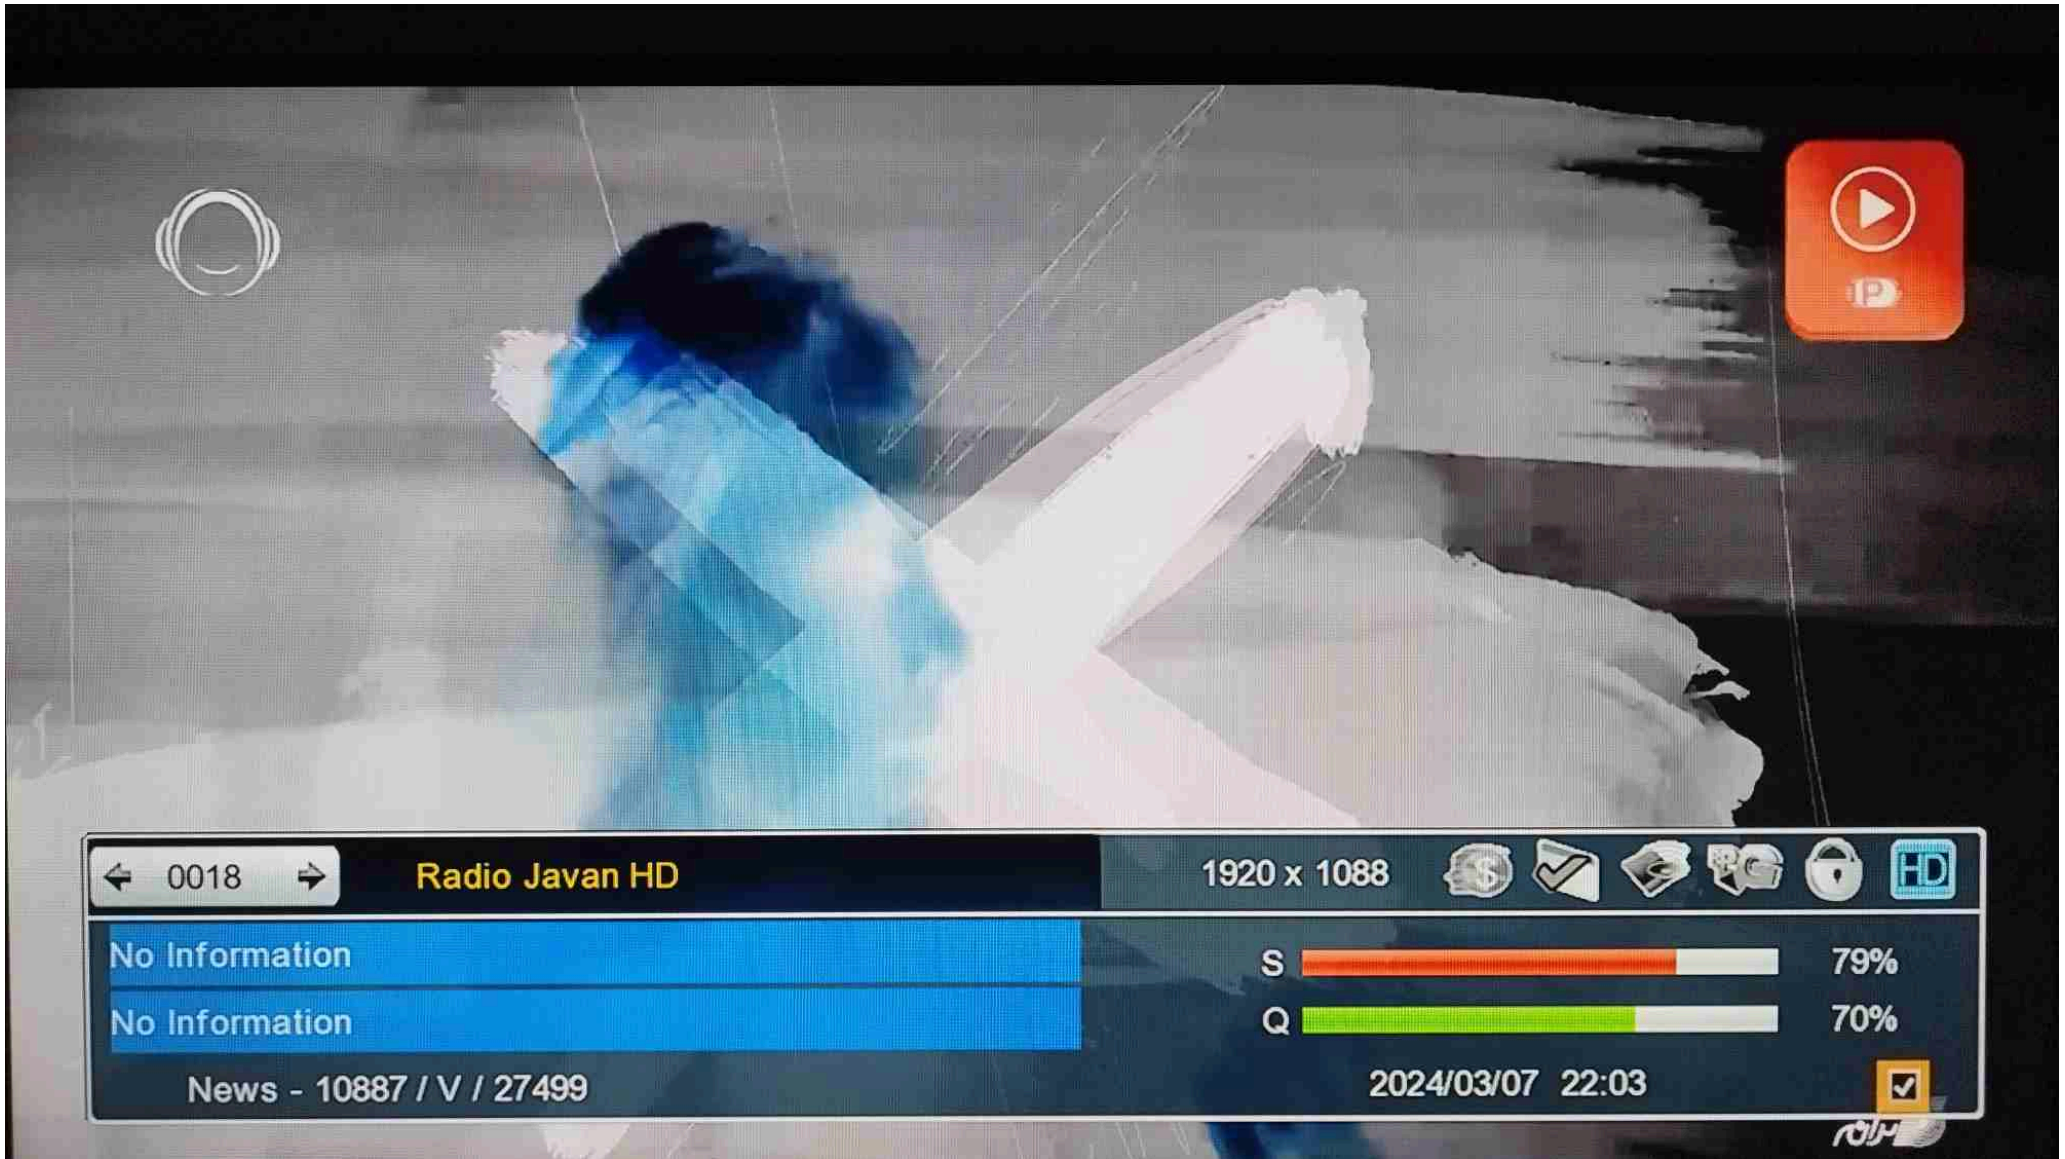 P
0018 Radio Javan HD 1920 x 1088 $ HD
No Information
S 79%
No Information
Q 70%
News - 10887 / V / 27499 2024/03/07 22:03